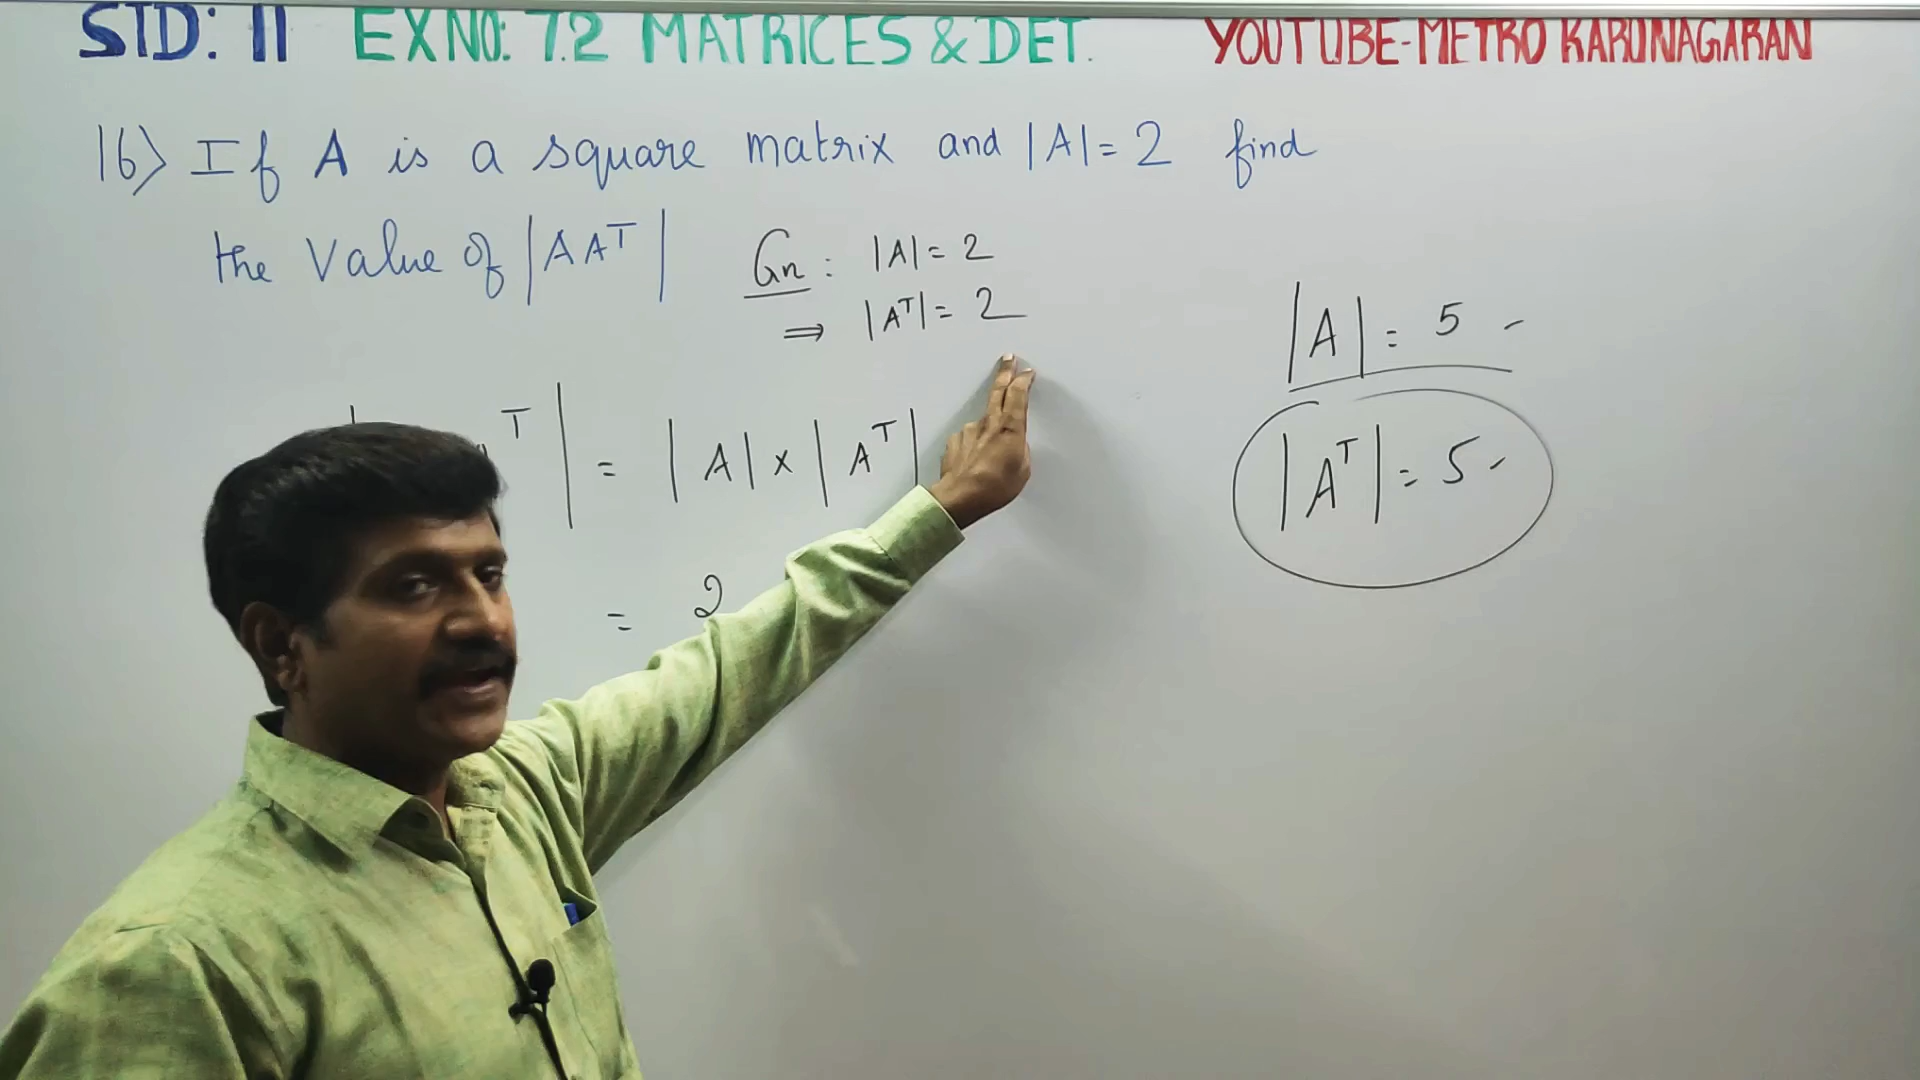 STD: 11 EX NO: 7.2 MATRICES & DET. YOUTUBE-METRO KARUNAGARAN
16) If A is a square matrix and |A| = 2 find
the Value of |AA^T|
Gn : |A| = 2
⇒ |A^T| = 2
T| = |A| × |A^T|
= 2
|A| = 5
|A^T| = 5